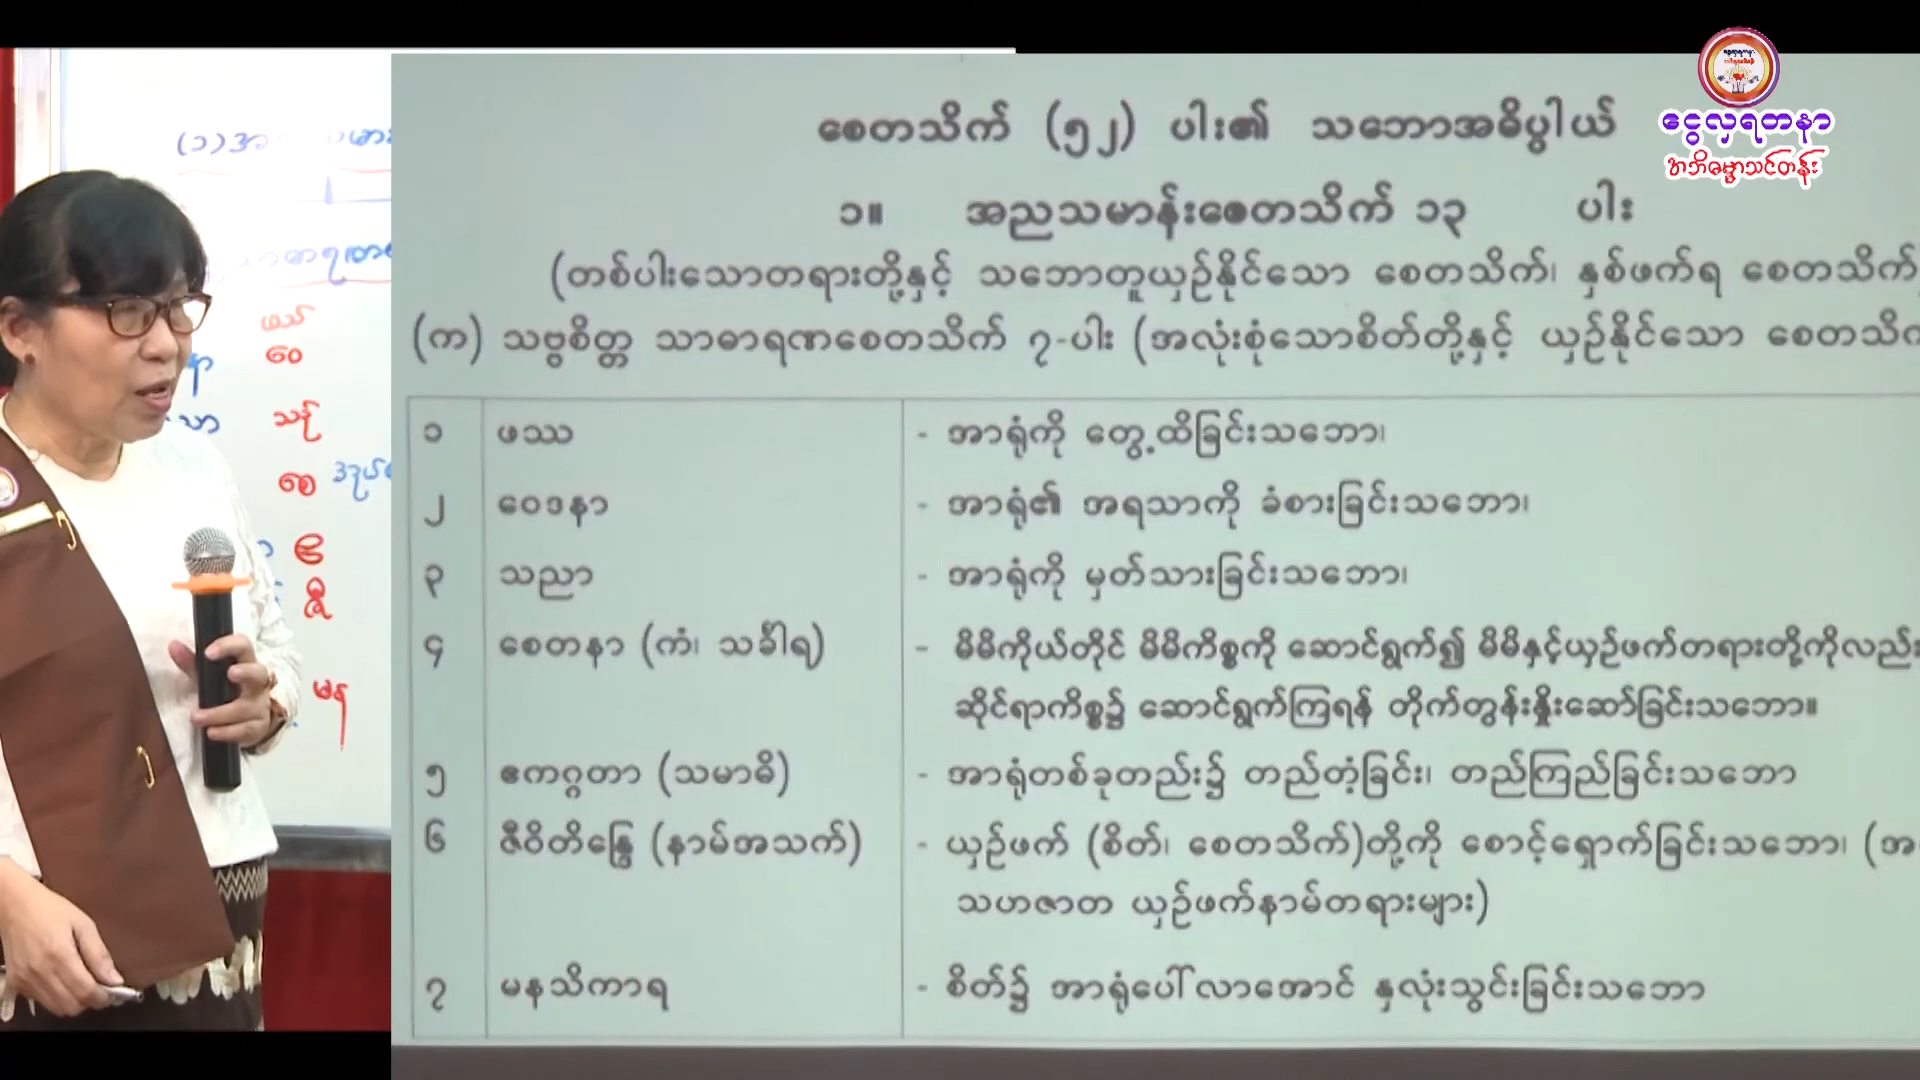 စေတသိက် (၅၂) ပါး၏ သဘောအဓိပ္ပါယ်
၁။ အညသမာန်းစေတသိက် ၁၃ ပါး
(တစ်ပါးသောတရားတို့နှင့် သဘောတူယှဉ်နိုင်သော စေတသိက်၊ နှစ်ဖက်ရ စေတသိက်
(က) သဗ္ဗစိတ္တ သာဓာရဏစေတသိက် ၇-ပါး (အလုံးစုံသောစိတ်တို့နှင့် ယှဉ်နိုင်သော
၁ ဖဿ - အာရုံကို တွေ့ထိခြင်းသဘော၊
၂ ဝေဒနာ - အာရုံ၏ အရသာကို ခံစားခြင်းသဘော၊
၃ သညာ - အာရုံကို မှတ်သားခြင်းသဘော၊
၄ စေတနာ (ကံ၊ သင်္ခါရ) - မိမိကိုယ်တိုင် မိမိကိစ္စကို ဆောင်ရွက်၍ မိမိနှင့်ယှဉ်ဖက်တရားတို့ကိုလည်း
ဆိုင်ရာကိစ္စ၌ ဆောင်ရွက်ကြရန် တိုက်တွန်းနှိုးဆော်ခြင်းသဘော။
၅ ဧကဂ္ဂတာ (သမာဓိ) - အာရုံတစ်ခုတည်း၌ တည်တံ့ခြင်း၊ တည်ကြည်ခြင်းသဘော
၆ ဇီဝိတိန္ဒြေ (နာမ်အသက်) - ယှဉ်ဖက် (စိတ်၊ စေတသိက်)တို့ကို စောင့်ရှောက်ခြင်းသဘော၊
သဟဇာတ ယှဉ်ဖက်နာမ်တရားများ)
၇ မနသိကာရ - စိတ်၌ အာရုံပေါ်လာအောင် နှလုံးသွင်းခြင်းသဘော
ငွေလှရတနာ
အဘိဓမ္မာသင်တန်း
ဖဿ်
ဝေ
သည်
စေ
ဧ
ဇီ
မန